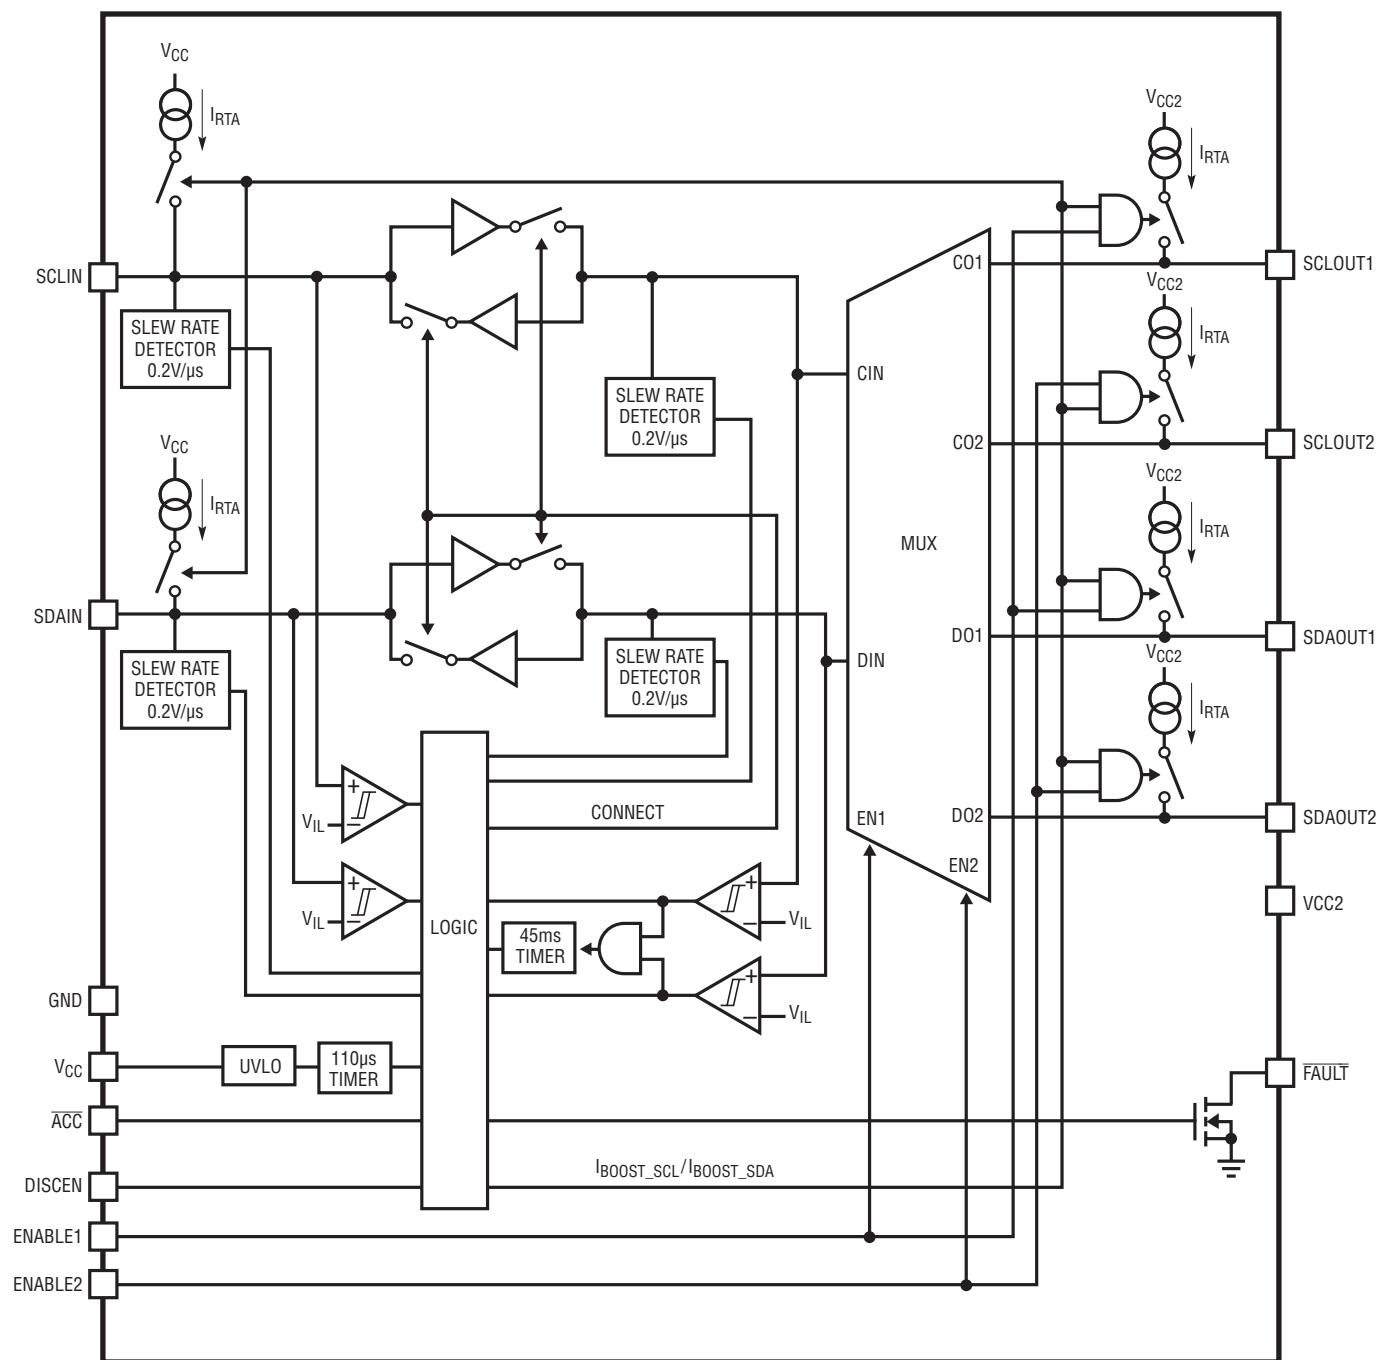 VCC
IRTA
SCLIN
SLEW RATE
DETECTOR
0.2V/µs
VCC
IRTA
SDAIN
SLEW RATE
DETECTOR
0.2V/µs
SLEW RATE
DETECTOR
0.2V/µs
SLEW RATE
DETECTOR
0.2V/µs
CIN
DIN
MUX
CO1
CO2
DO1
DO2
EN1
EN2
VCC2
IRTA
SCLOUT1
VCC2
IRTA
SCLOUT2
VCC2
IRTA
SDAOUT1
VCC2
IRTA
SDAOUT2
VCC2
+
−
VIL
+
−
VIL
LOGIC
CONNECT
45ms
TIMER
+
−
VIL
+
−
VIL
GND
VCC
UVLO
110µs
TIMER
ACC
FAULT
DISCEN
IBOOST_SCL/IBOOST_SDA
ENABLE1
ENABLE2